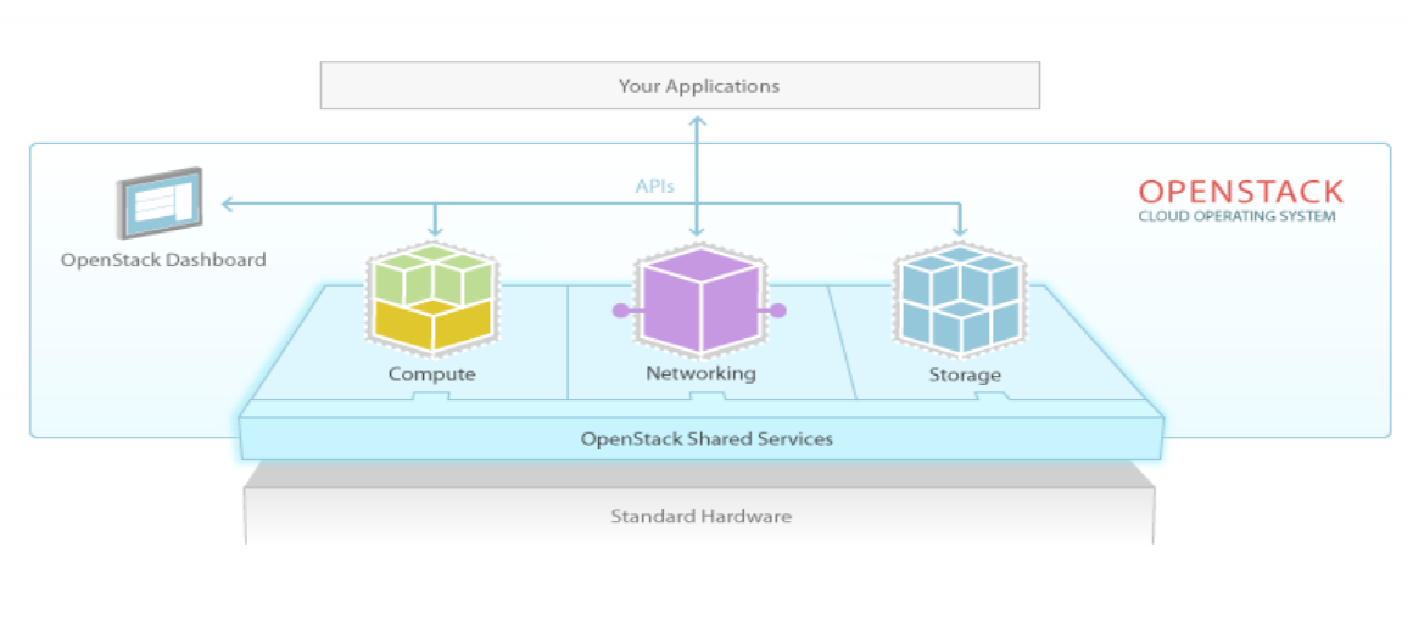 Your Applications
APIs
OPENSTACK
CLOUD OPERATING SYSTEM
OpenStack Dashboard
Compute
Networking
Storage
OpenStack Shared Services
Standard Hardware